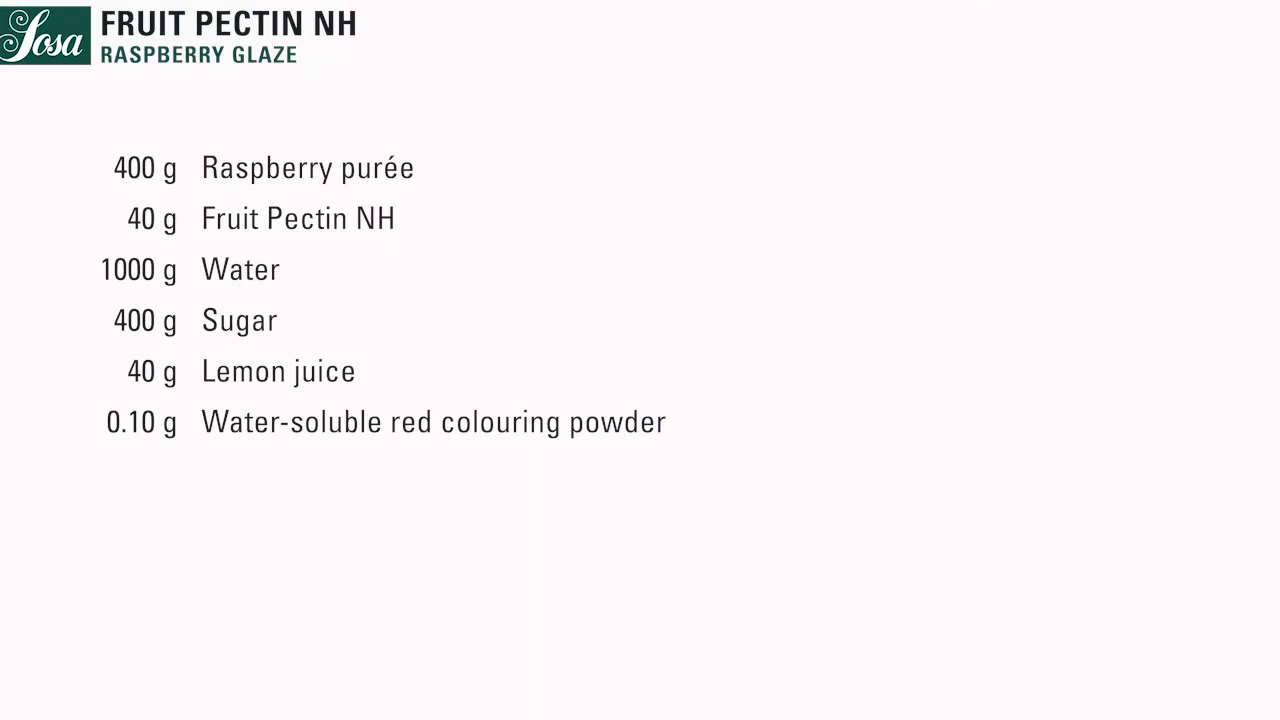 Sosa
FRUIT PECTIN NH
RASPBERRY GLAZE
400 g Raspberry purée
40 g Fruit Pectin NH
1000 g Water
400 g Sugar
40 g Lemon juice
0.10 g Water-soluble red colouring powder